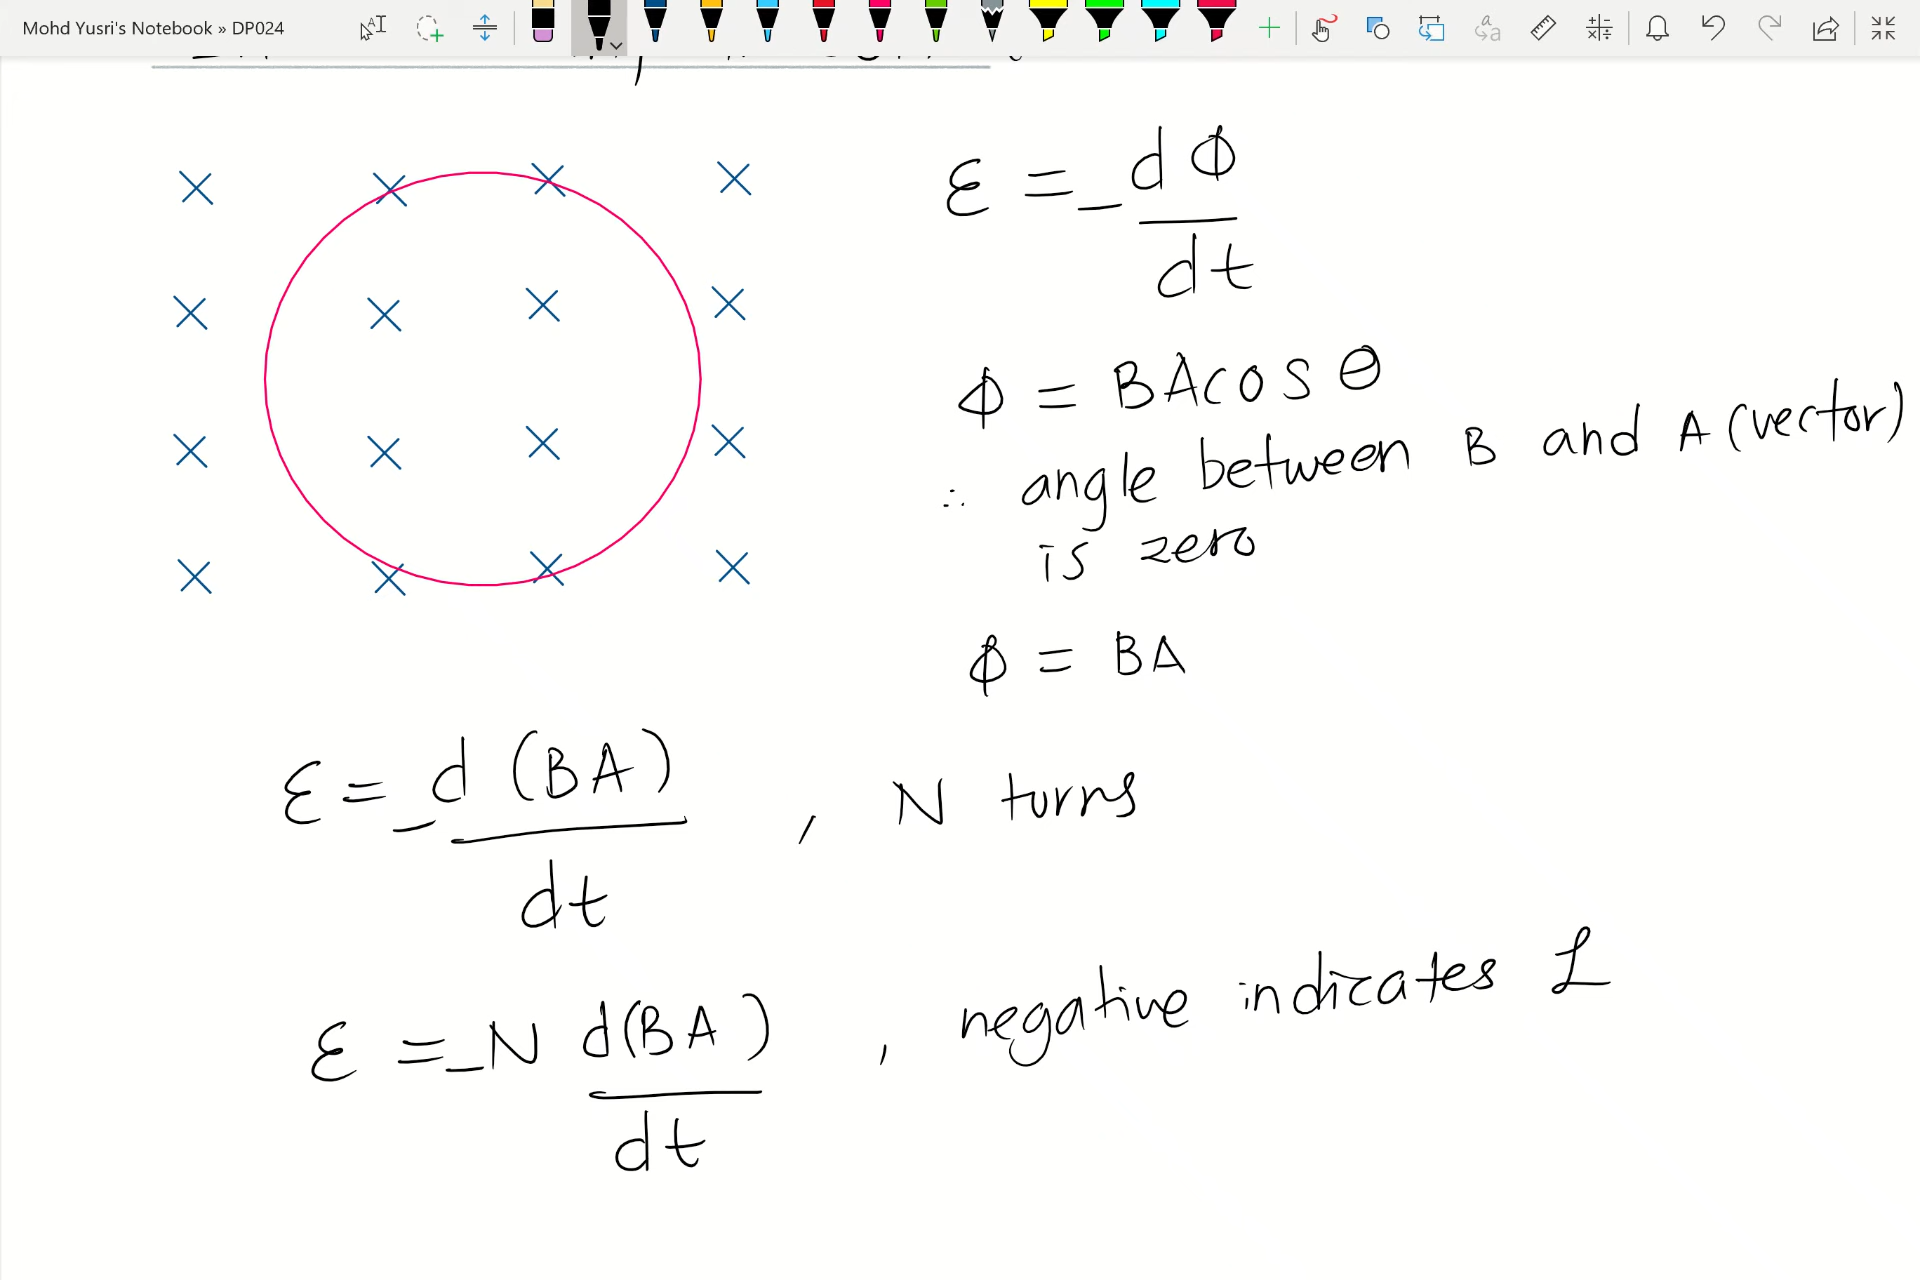 Mohd Yusri's Notebook » DP024
ε = - dΦ
dt
Φ = BA cos θ
∴ angle between B and A (vector)
is zero
Φ = BA
ε = - d (BA) , N turns
dt
ε = - N d(BA) , negative indicates L
dt